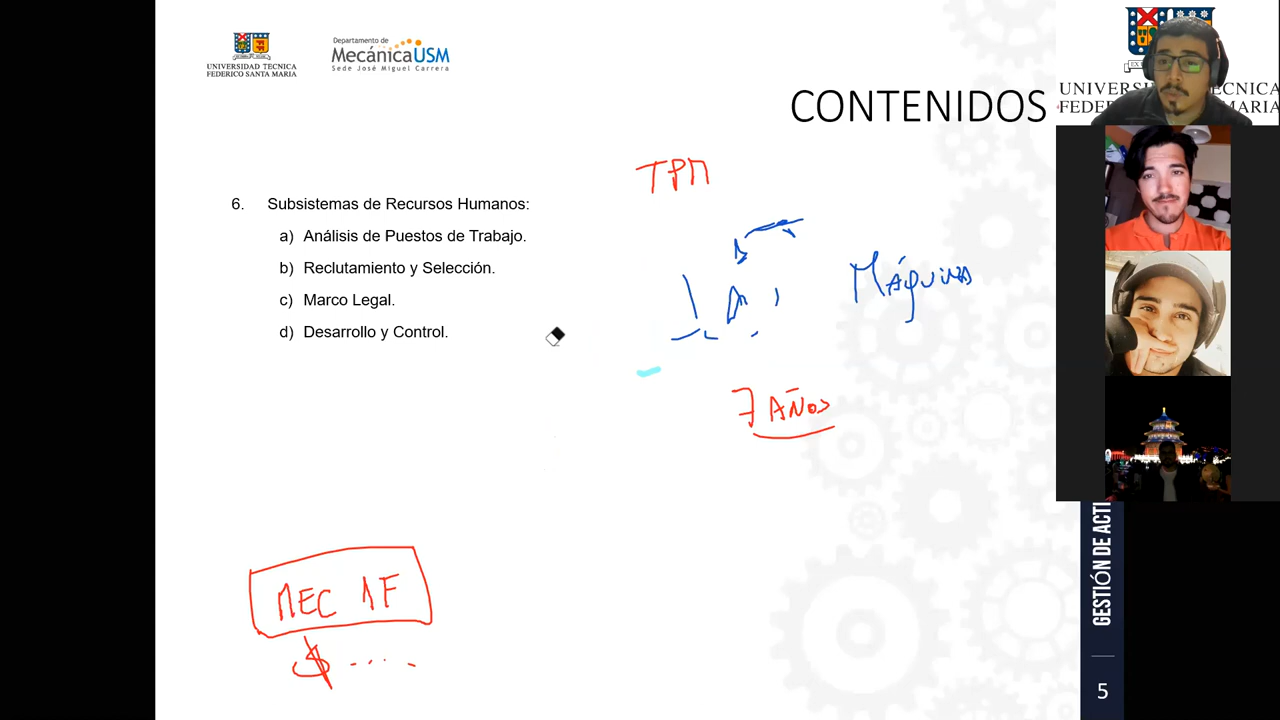 UNIVERSIDAD TECNICA
FEDERICO SANTA MARIA
Departamento de
MecánicaUSM
Sede José Miguel Carrera
CONTENIDOS
TPM
6. Subsistemas de Recursos Humanos:
a) Análisis de Puestos de Trabajo.
b) Reclutamiento y Selección.
c) Marco Legal.
d) Desarrollo y Control.
MÁQUINA
7 AÑOS
MEC AF
$ ....
GESTIÓN DE ACTI
5